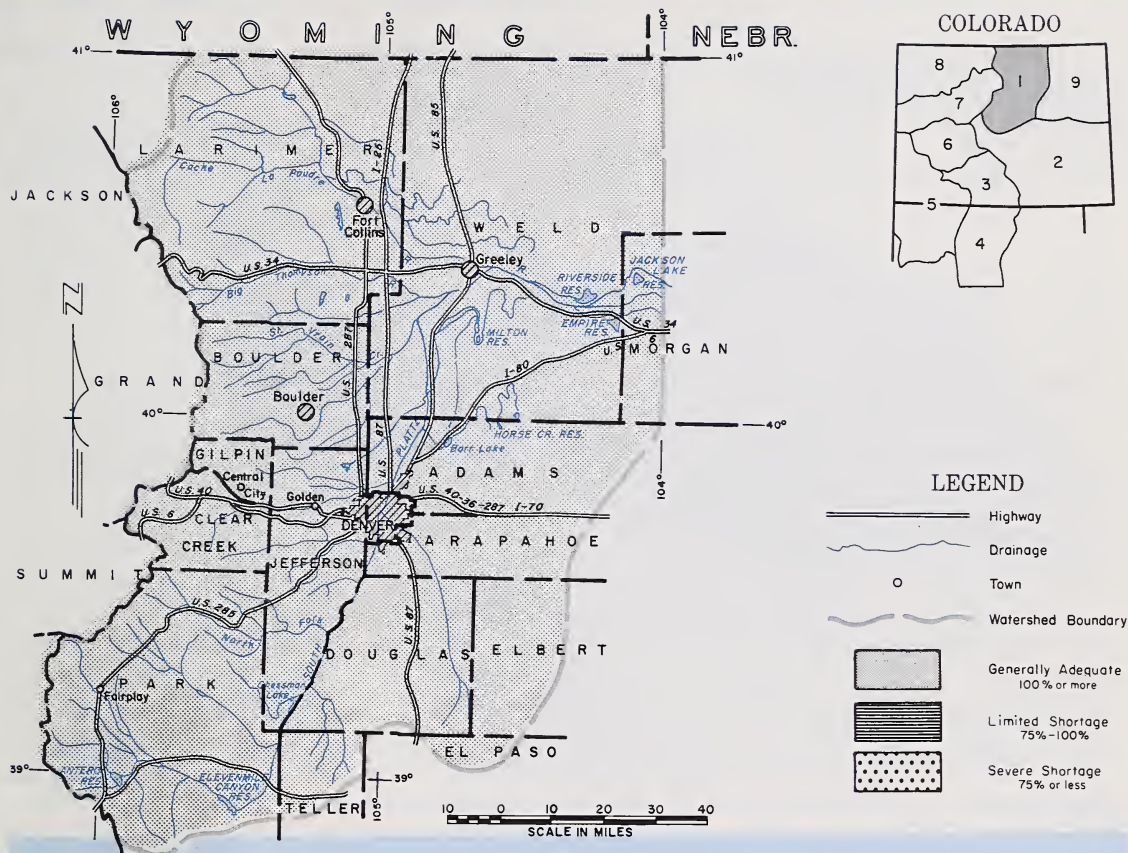 WYOMING
NEBR.
COLORADO
41°
105°
104°
41°
106°
8
1
9
7
6
2
3
5
4
U.S. 85
I-25
LARIMER
Cache
La Poudre
JACKSON
Fort
Collins
WELD
Greeley
R.
JACKSON
LAKE
RES.
RIVERSIDE
RES.
U.S. 34
Thompson
R.
Big
EMPIRE
RES.
U.S. 34
6
U.S.
MORGAN
MILTON
RES.
St. Vrain
U.S. 287
BOULDER
I-80
GRAND
Boulder
40°
40°
HORSE CR. RES.
PLATTE
Barr Lake
U.S. 87
GILPIN
Central
City
ADAMS
104°
U.S. 40
Golden
U.S. 40-36-287 I-70
U.S. 6
CLEAR
CREEK
DENVER
ARAPAHOE
JEFFERSON
SUMMIT
U.S. 285
U.S. 87
North
Fork
South
DOUGLAS
ELBERT
PARK
Fairplay
Lake
EL PASO
39°
39°
RES.
ELEVENMILE
CANYON
RES.
TELLER
105°
10 0 10 20 30 40
SCALE IN MILES
LEGEND
Highway
Drainage
Town
Watershed Boundary
Generally Adequate
100% or more
Limited Shortage
75%-100%
Severe Shortage
75% or less